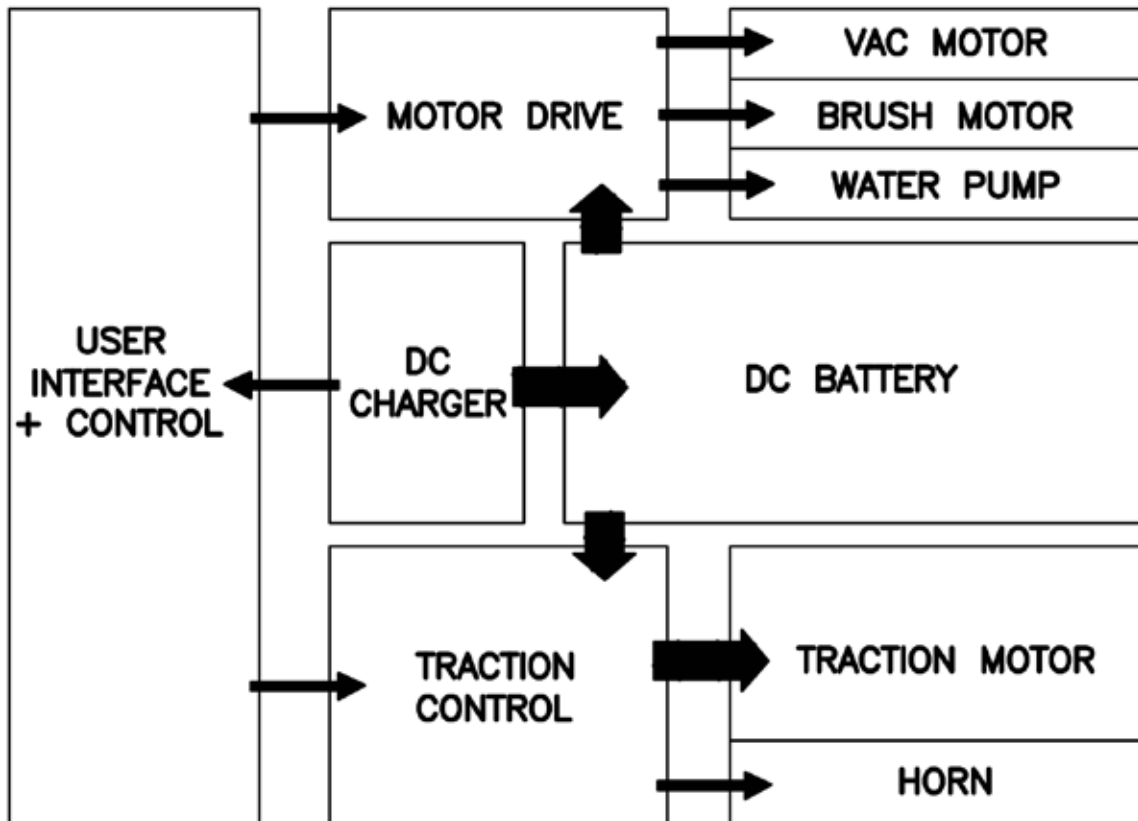 MOTOR DRIVE
VAC MOTOR
BRUSH MOTOR
WATER PUMP
USER
INTERFACE
+ CONTROL
DC
CHARGER
DC BATTERY
TRACTION
CONTROL
TRACTION MOTOR
HORN